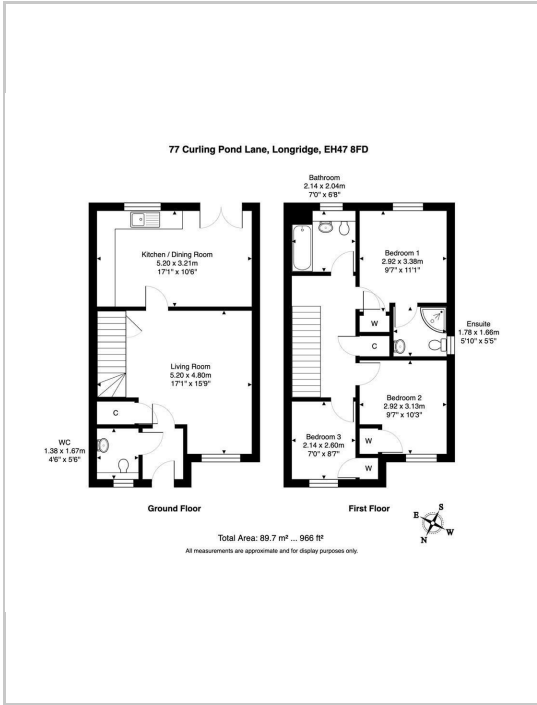 77 Curling Pond Lane, Longridge, EH47 8FD
Kitchen / Dining Room
5.20 x 3.21m
17'1" x 10'6"
Living Room
5.20 x 4.80m
17'1" x 15'9"
C
WC
1.38 x 1.67m
4'6" x 5'6"
Ground Floor
Bathroom
2.14 x 2.04m
7'0" x 6'8"
Bedroom 1
2.92 x 3.38m
9'7" x 11'1"
W
C
Ensuite
1.78 x 1.66m
5'10" x 5'5"
Bedroom 2
2.92 x 3.13m
9'7" x 10'3"
W
Bedroom 3
2.14 x 2.60m
7'0" x 8'7"
W
First Floor
E S
N W
Total Area: 89.7 m² ... 966 ft²
All measurements are approximate and for display purposes only.